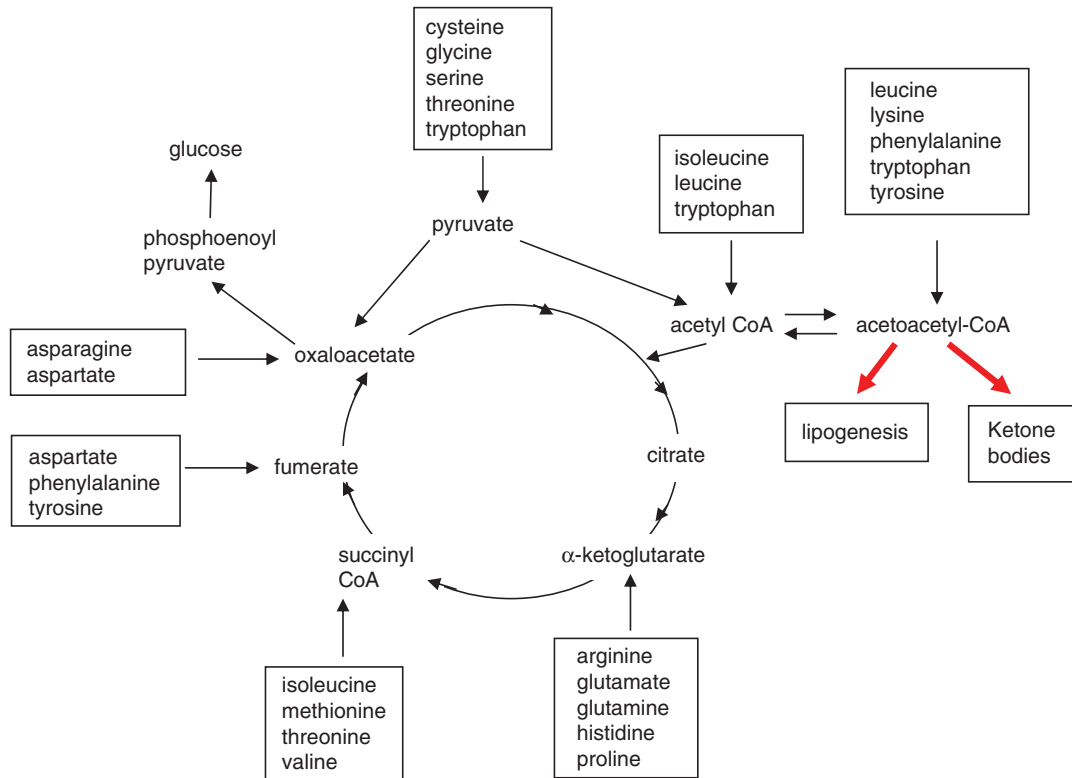 cysteine
glycine
serine
threonine
tryptophan
leucine
lysine
phenylalanine
tryptophan
tyrosine
glucose
isoleucine
leucine
tryptophan
phosphoenoyl
pyruvate
pyruvate
asparagine
aspartate
oxaloacetate
acetyl CoA
acetoacetyl-CoA
lipogenesis
Ketone
bodies
aspartate
phenylalanine
tyrosine
fumerate
citrate
succinyl
CoA
α-ketoglutarate
isoleucine
methionine
threonine
valine
arginine
glutamate
glutamine
histidine
proline